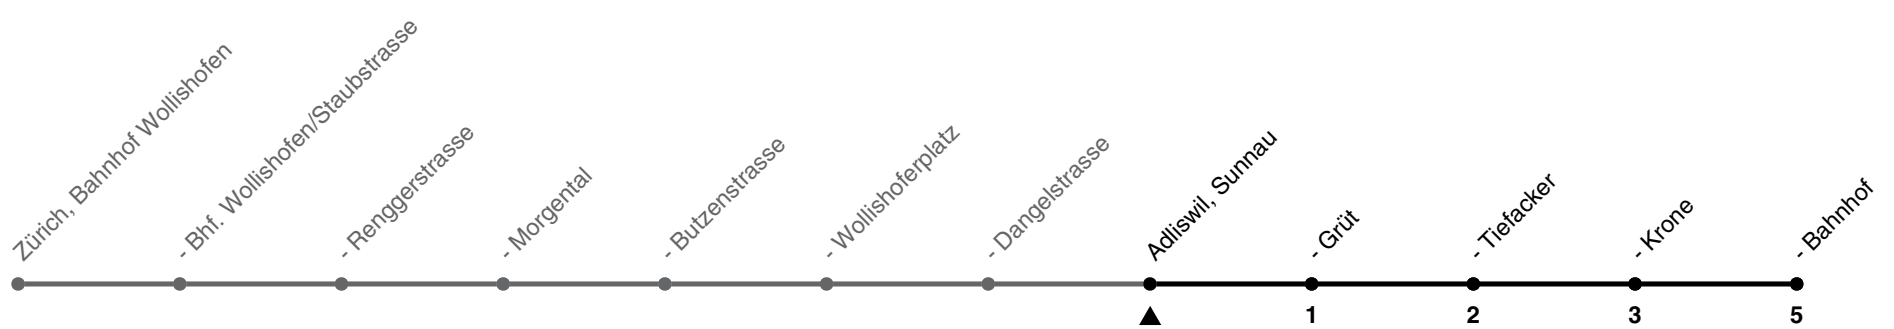 Zürich, Bahnhof Wollishofen
- Bhf. Wollishofen/Staubstrasse
- Renggerstrasse
- Morgental
- Butzenstrasse
- Wollishoferplatz
- Dangelstrasse
Adliswil, Sunnau
- Grüt
- Tiefacker
- Krone
- Bahnhof
1
2
3
5